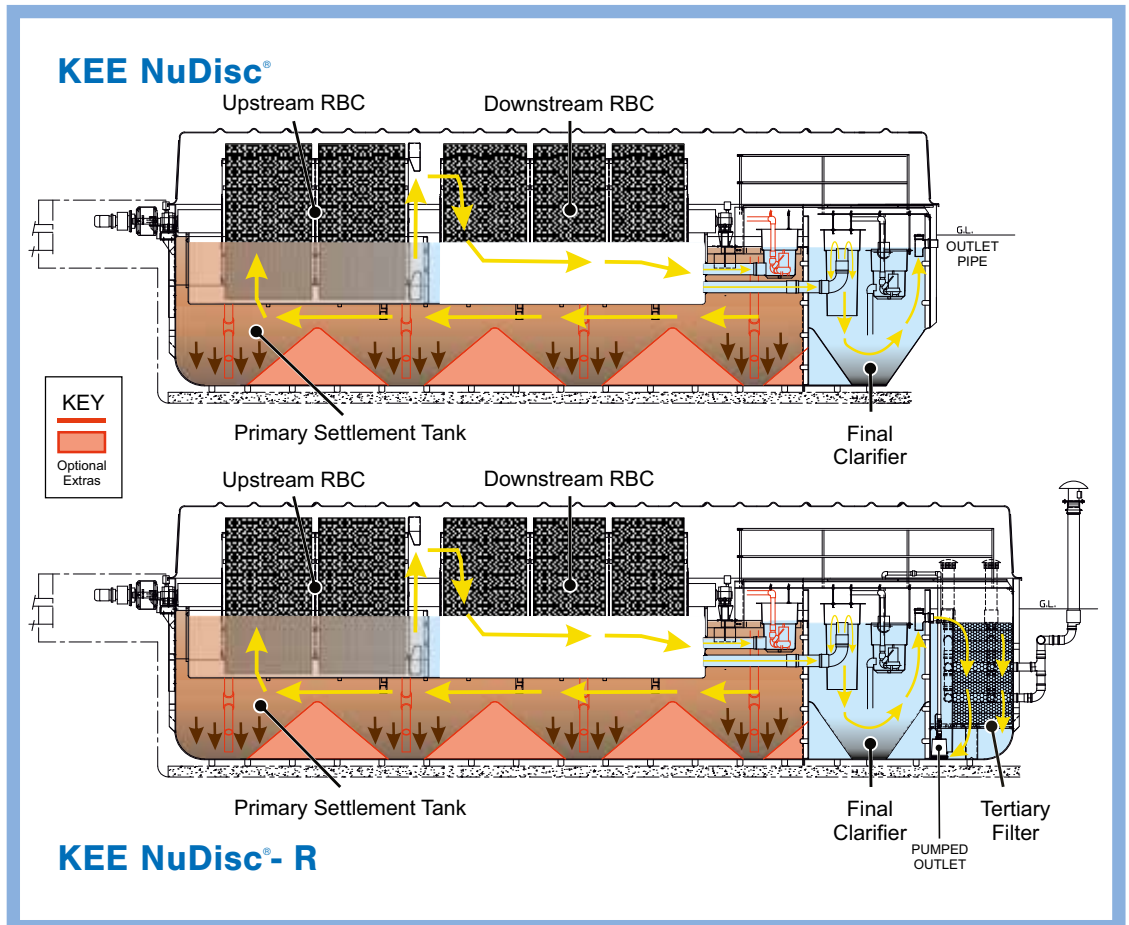 KEE NuDisc®
Upstream RBC
Downstream RBC
G.L.
OUTLET
PIPE
KEY
Optional
Extras
Primary Settlement Tank
Final
Clarifier
Upstream RBC
Downstream RBC
G.L.
Primary Settlement Tank
Final
Clarifier
Tertiary
Filter
PUMPED
OUTLET
KEE NuDisc®- R